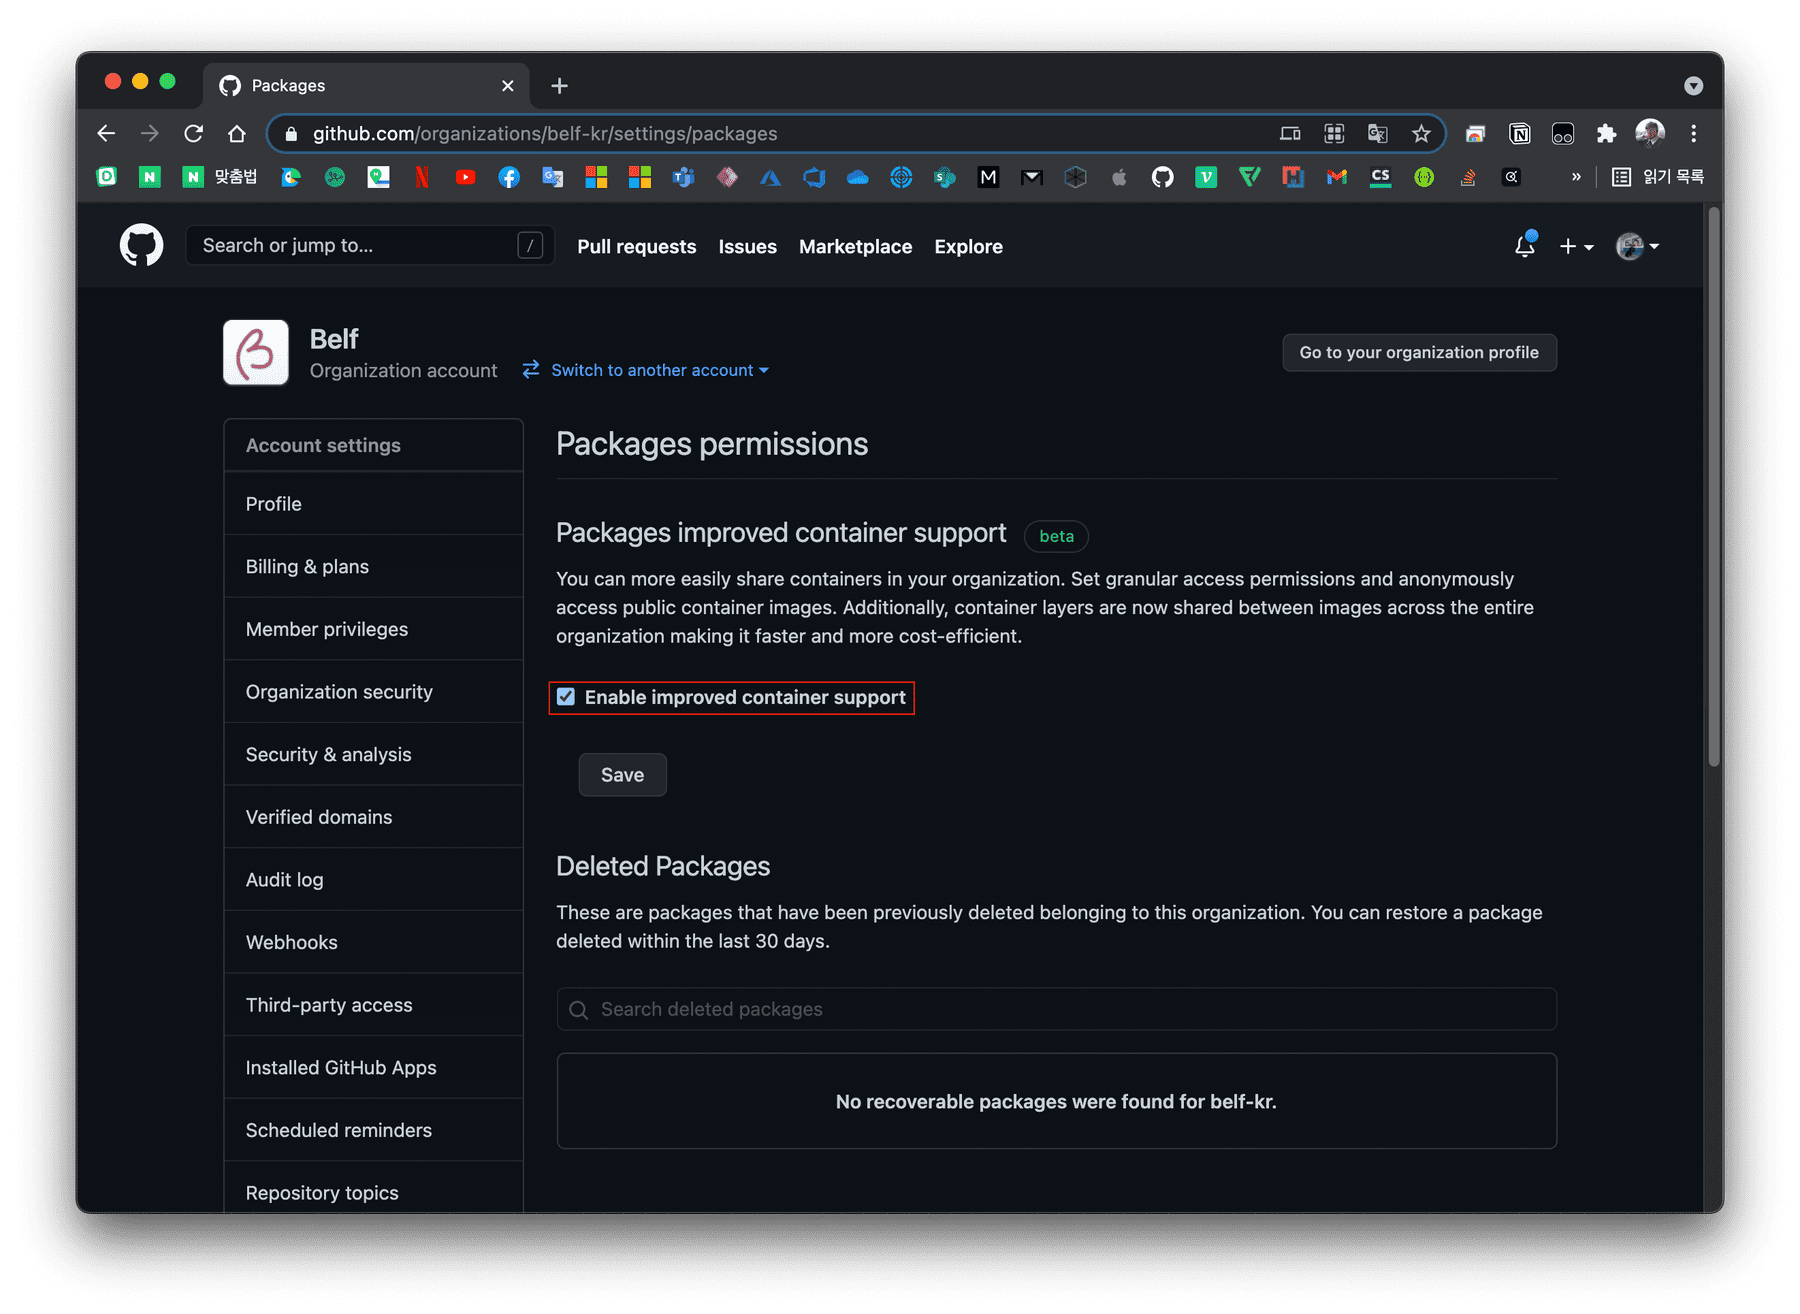 Packages
github.com/organizations/belf-kr/settings/packages
N
N 맞춤법
M
V
CS
»
읽기 목록
Search or jump to...
/
Pull requests
Issues
Marketplace
Explore
Belf
Organization account
Switch to another account
Go to your organization profile
Account settings
Profile
Billing & plans
Member privileges
Organization security
Security & analysis
Verified domains
Audit log
Webhooks
Third-party access
Installed GitHub Apps
Scheduled reminders
Repository topics
Packages permissions
Packages improved container support beta
You can more easily share containers in your organization. Set granular access permissions and anonymously
access public container images. Additionally, container layers are now shared between images across the entire
organization making it faster and more cost-efficient.
Enable improved container support
Save
Deleted Packages
These are packages that have been previously deleted belonging to this organization. You can restore a package
deleted within the last 30 days.
Search deleted packages
No recoverable packages were found for belf-kr.